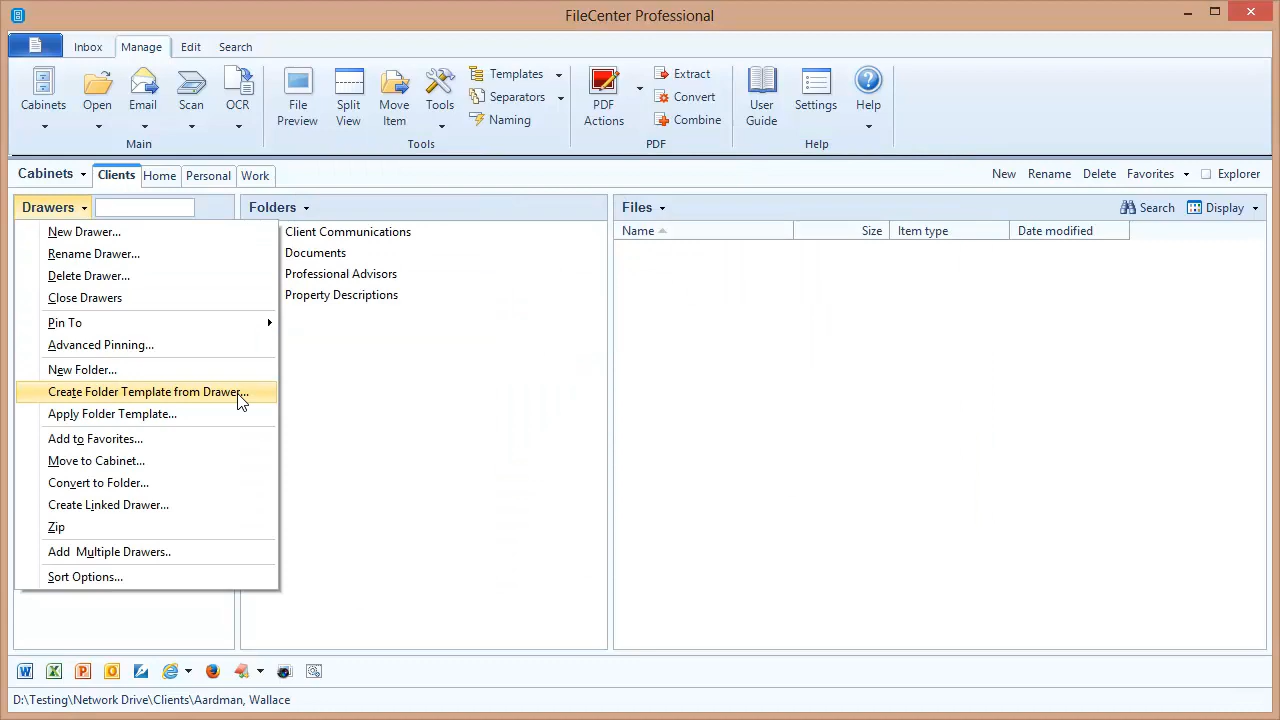 FileCenter Professional
Inbox Manage Edit Search
Cabinets Open Email Scan OCR
Main
File Preview Split View Move Item Tools
Templates
Separators
Naming
Tools
PDF Actions
Extract
Convert
Combine
PDF
User Guide Settings Help
Help
Cabinets Clients Home Personal Work New Rename Delete Favorites Explorer
Drawers Folders Files Search Display
Name Size Item type Date modified
New Drawer...
Rename Drawer...
Delete Drawer...
Close Drawers
Pin To
Advanced Pinning...
New Folder...
Create Folder Template from Drawer...
Apply Folder Template...
Add to Favorites...
Move to Cabinet...
Convert to Folder...
Create Linked Drawer...
Zip
Add Multiple Drawers..
Sort Options...
Client Communications
Documents
Professional Advisors
Property Descriptions
D:\Testing\Network Drive\Clients\Aardman, Wallace